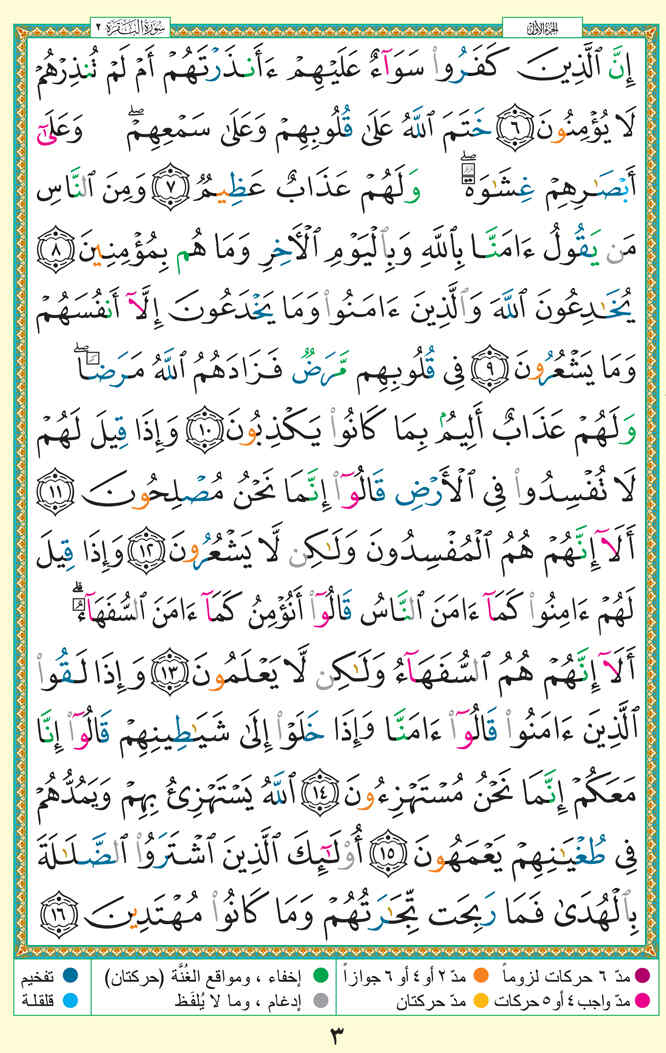 سُورَةُ البَقَرَة ٢
الجُزءُ الأَوَّلُ
إِنَّ ٱلَّذِينَ كَفَرُوا۟ سَوَآءٌ عَلَيْهِمْ ءَأَنذَرْتَهُمْ أَمْ لَمْ تُنذِرْهُمْ
لَا يُؤْمِنُونَ ٦ خَتَمَ ٱللَّهُ عَلَىٰ قُلُوبِهِمْ وَعَلَىٰ سَمْعِهِمْ ۖ وَعَلَىٰٓ
أَبْصَـٰرِهِمْ غِشَـٰوَةٌ ۖ وَلَهُمْ عَذَابٌ عَظِيمٌ ٧ وَمِنَ ٱلنَّاسِ
مَن يَقُولُ ءَامَنَّا بِٱللَّهِ وَبِٱلْيَوْمِ ٱلْـَٔاخِرِ وَمَا هُم بِمُؤْمِنِينَ ٨
يُخَـٰدِعُونَ ٱللَّهَ وَٱلَّذِينَ ءَامَنُوا۟ وَمَا يَخْدَعُونَ إِلَّآ أَنفُسَهُمْ
وَمَا يَشْعُرُونَ ٩ فِى قُلُوبِهِم مَّرَضٌ فَزَادَهُمُ ٱللَّهُ مَرَضًا ۖ
وَلَهُمْ عَذَابٌ أَلِيمٌۢ بِمَا كَانُوا۟ يَكْذِبُونَ ١٠ وَإِذَا قِيلَ لَهُمْ
لَا تُفْسِدُوا۟ فِى ٱلْأَرْضِ قَالُوٓا۟ إِنَّمَا نَحْنُ مُصْلِحُونَ ١١
أَلَآ إِنَّهُمْ هُمُ ٱلْمُفْسِدُونَ وَلَـٰكِن لَّا يَشْعُرُونَ ١٢ وَإِذَا قِيلَ
لَهُمْ ءَامِنُوا۟ كَمَآ ءَامَنَ ٱلنَّاسُ قَالُوٓا۟ أَنُؤْمِنُ كَمَآ ءَامَنَ ٱلسُّفَهَآءُ ۗ
أَلَآ إِنَّهُمْ هُمُ ٱلسُّفَهَآءُ وَلَـٰكِن لَّا يَعْلَمُونَ ١٣ وَإِذَا لَقُوا۟
ٱلَّذِينَ ءَامَنُوا۟ قَالُوٓا۟ ءَامَنَّا وَإِذَا خَلَوْا۟ إِلَىٰ شَيَـٰطِينِهِمْ قَالُوٓا۟ إِنَّا
مَعَكُمْ إِنَّمَا نَحْنُ مُسْتَهْزِءُونَ ١٤ ٱللَّهُ يَسْتَهْزِئُ بِهِمْ وَيَمُدُّهُمْ
فِى طُغْيَـٰنِهِمْ يَعْمَهُونَ ١٥ أُو۟لَـٰٓئِكَ ٱلَّذِينَ ٱشْتَرَوُا۟ ٱلضَّلَـٰلَةَ
بِٱلْهُدَىٰ فَمَا رَبِحَت تِّجَـٰرَتُهُمْ وَمَا كَانُوا۟ مُهْتَدِينَ ١٦
مدّ ٦ حركات لزوماً مدّ ٢ أو ٤ أو ٦ جوازاً إخفاء ، ومواقع الغُنَّة (حركتان) تفخيم
مدّ واجب ٤ أو ٥ حركات مدّ حركتان إدغام ، وما لا يُلفَظ قلقلة
٣